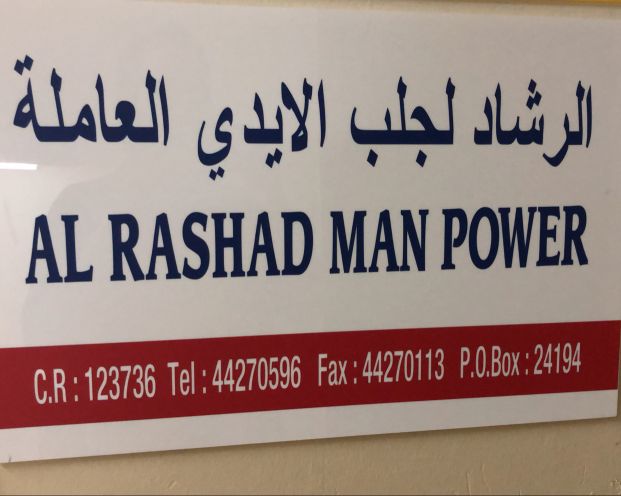 الرشاد لجلب الايدي العاملة
AL RASHAD MAN POWER
C.R : 123736 Tel : 44270596 Fax : 44270113 P.O.Box : 24194